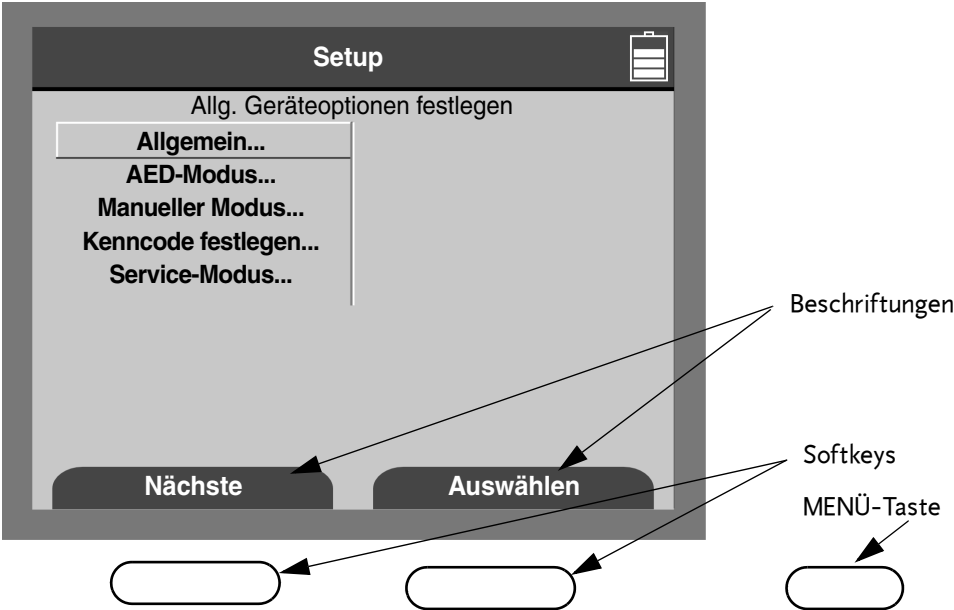 Setup
Allg. Geräteoptionen festlegen
Allgemein...
AED-Modus...
Manueller Modus...
Kenncode festlegen...
Service-Modus...
Beschriftungen
Nächste
Auswählen
Softkeys
MENÜ-Taste